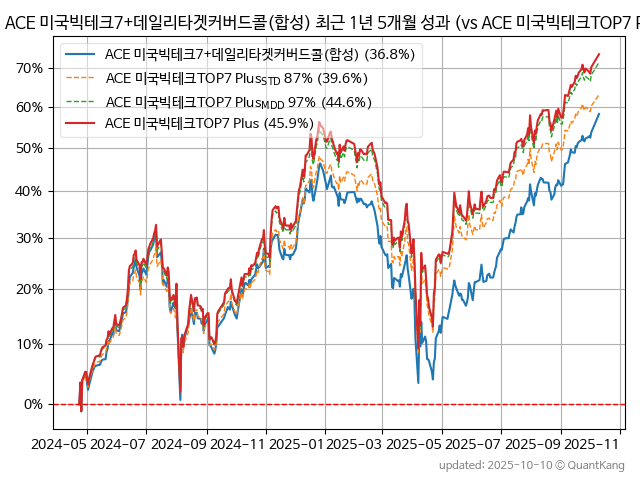 ACE 미국빅테크7+데일리타겟커버드콜(합성) 최근 1년 5개월 성과 (vs ACE 미국빅테크TOP7 P
ACE 미국빅테크7+데일리타겟커버드콜(합성) (36.8%)
ACE 미국빅테크TOP7 PlusSTD 87% (39.6%)
ACE 미국빅테크TOP7 PlusMDD 97% (44.6%)
ACE 미국빅테크TOP7 Plus (45.9%)
70%
60%
50%
40%
30%
20%
10%
0%
2024-05 2024-07 2024-09 2024-11 2025-01 2025-03 2025-05 2025-07 2025-09 2025-11
updated: 2025-10-10 © QuantKang